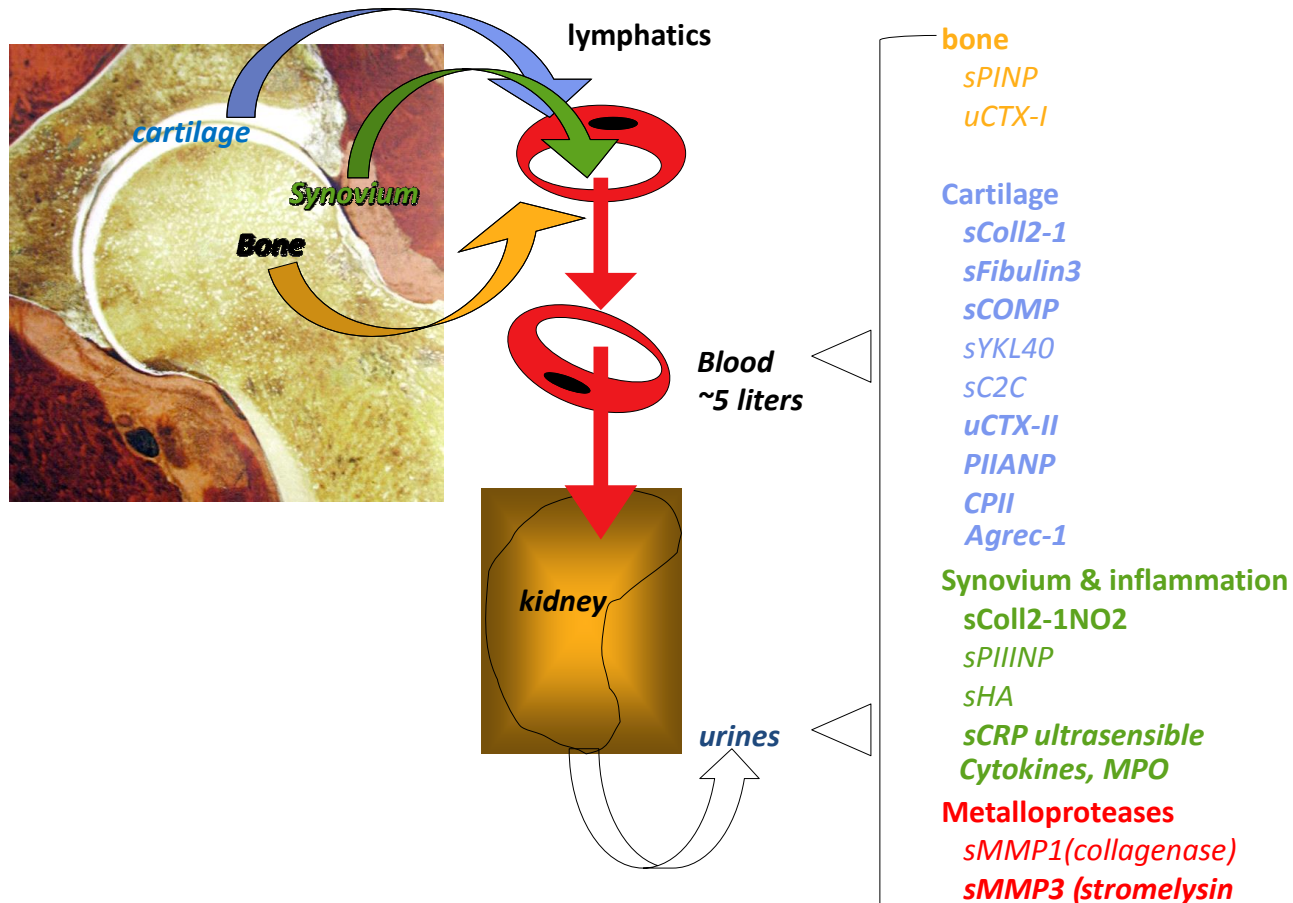 lymphatics
cartilage
Synovium
Bone
Blood
~5 liters
kidney
urines
bone
sPINP
uCTX-I
Cartilage
sColl2-1
sFibulin3
sCOMP
sYKL40
sC2C
uCTX-II
PIIANP
CPII
Agrec-1
Synovium & inflammation
sColl2-1NO2
sPIIINP
sHA
sCRP ultrasensible
Cytokines, MPO
Metalloproteases
sMMP1(collagenase)
sMMP3 (stromelysin